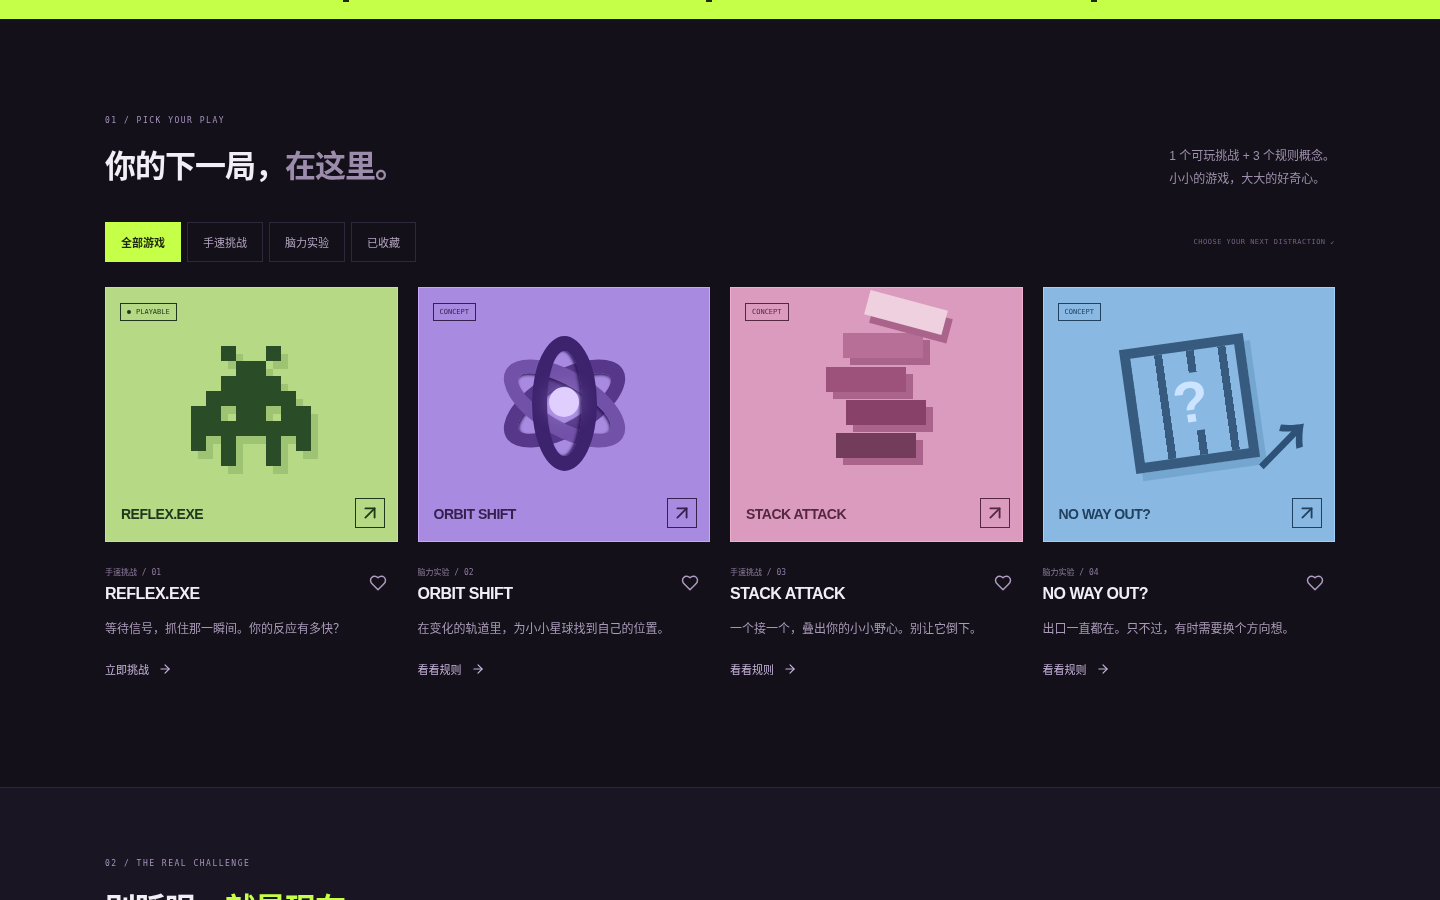 01 / PICK YOUR PLAY
你的下一局，在这里。
1 个可玩挑战 + 3 个规则概念。
小小的游戏，大大的好奇心。
全部游戏
手速挑战
脑力实验
已收藏
CHOOSE YOUR NEXT DISTRACTION ↙
PLAYABLE
REFLEX.EXE
CONCEPT
ORBIT SHIFT
CONCEPT
STACK ATTACK
CONCEPT
?
NO WAY OUT?
手速挑战 / 01
REFLEX.EXE
等待信号，抓住那一瞬间。你的反应有多快？
立即挑战 →
脑力实验 / 02
ORBIT SHIFT
在变化的轨道里，为小小星球找到自己的位置。
看看规则 →
手速挑战 / 03
STACK ATTACK
一个接一个，叠出你的小小野心。别让它倒下。
看看规则 →
脑力实验 / 04
NO WAY OUT?
出口一直都在。只不过，有时需要换个方向想。
看看规则 →
02 / THE REAL CHALLENGE